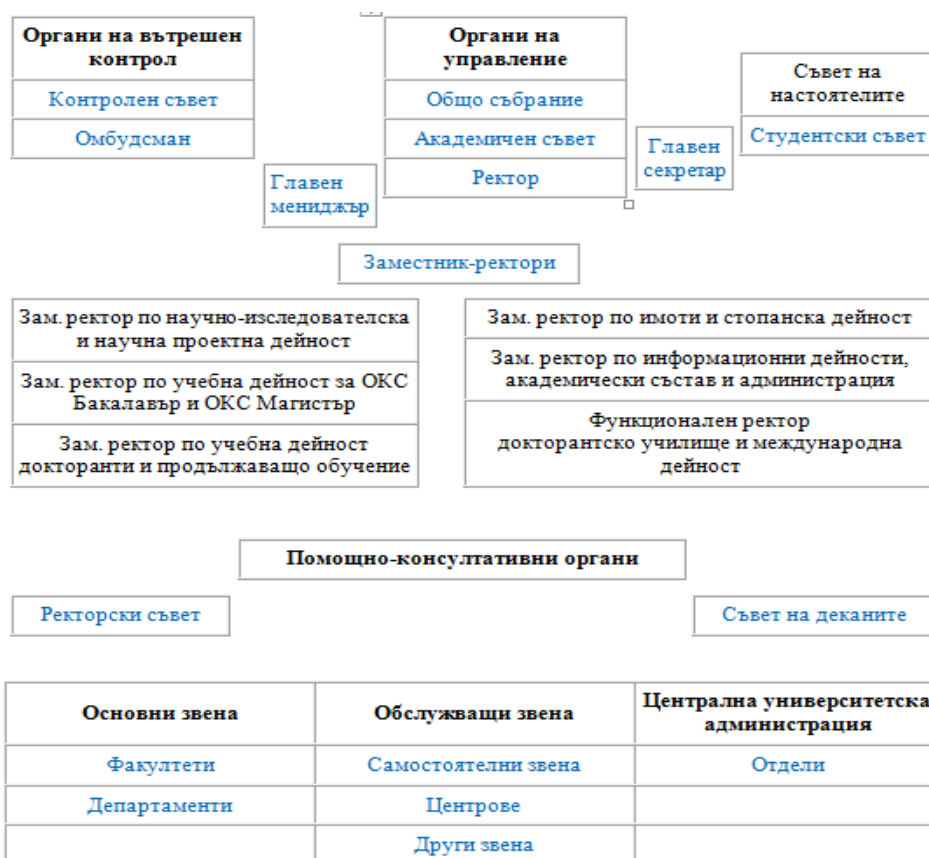 Органи на вътрешен
контрол
Контролен съвет
Омбудсман
Органи на
управление
Общо събрание
Академичен съвет
Ректор
Съвет на
настоятелите
Студентски съвет
Главен
секретар
Главен
мениджър
Заместник-ректори
Зам. ректор по научно-изследователска
и научна проектна дейност
Зам. ректор по учебна дейност за ОКС
Бакалавър и ОКС Магистър
Зам. ректор по учебна дейност
докторанти и продължаващо обучение
Зам. ректор по имоти и стопанска дейност
Зам. ректор по информационни дейности,
академически състав и администрация
Функционален ректор
докторантско училище и международна
дейност
Помощно-консултативни органи
Ректорски съвет
Съвет на деканите
Основни звена
Обслужващи звена
Централна университетска
администрация
Факултети
Самостоятелни звена
Отдели
Департаменти
Центрове
Други звена